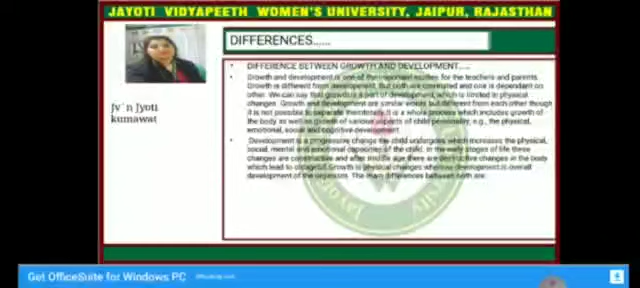 JAYOTI VIDYAPEETH WOMEN'S UNIVERSITY, JAIPUR, RAJASTHAN
DIFFERENCES......
Jv`n Jyoti
kumawat
• DIFFERENCE BETWEEN GROWTH AND DEVELOPMENT.....
• Growth and development is one of the important for the teachers and parents.
Growth is different from development. But both are correlated and one is dependant on
other. We can say that growth is a part of development, which is limited in physical
changes. Growth and development are similar words but different from each other though
it is not possible to separate them totally. It is a whole process which includes growth of
the body as well as growth of various aspects of child personality, e.g., the physical,
emotional, social and cognitive development.
• Development is a progressive change the child undergoes which increases the physical,
social, mental and emotional capacities of the child. In the early stages of life these
changes are constructive and after middle age there are destructive changes in the body
which lead to old age. Growth is physical changes whereas development is overall
development of the organism. The main differences between both are:
Get OfficeSuite for Windows PC